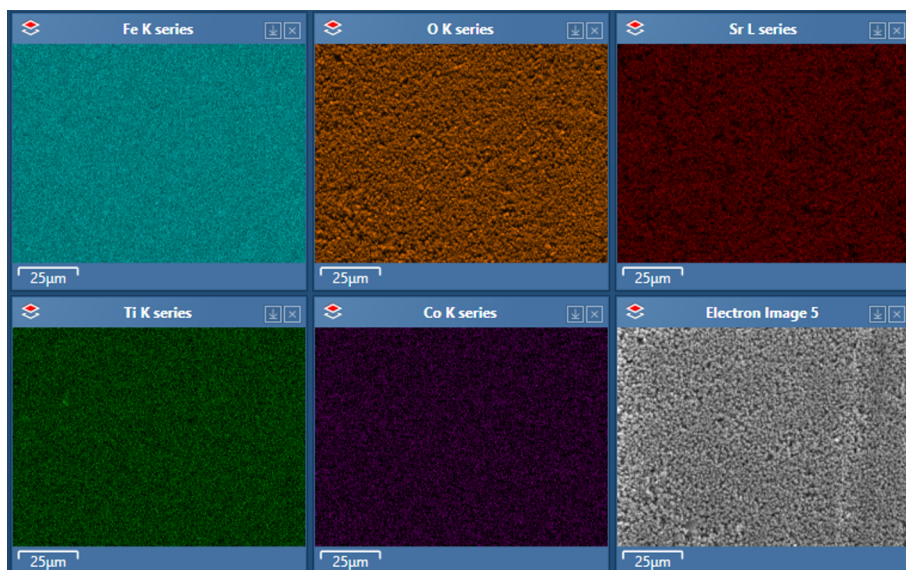 Fe K series
O K series
Sr L series
25µm
25µm
25µm
Ti K series
Co K series
Electron Image 5
25µm
25µm
25µm